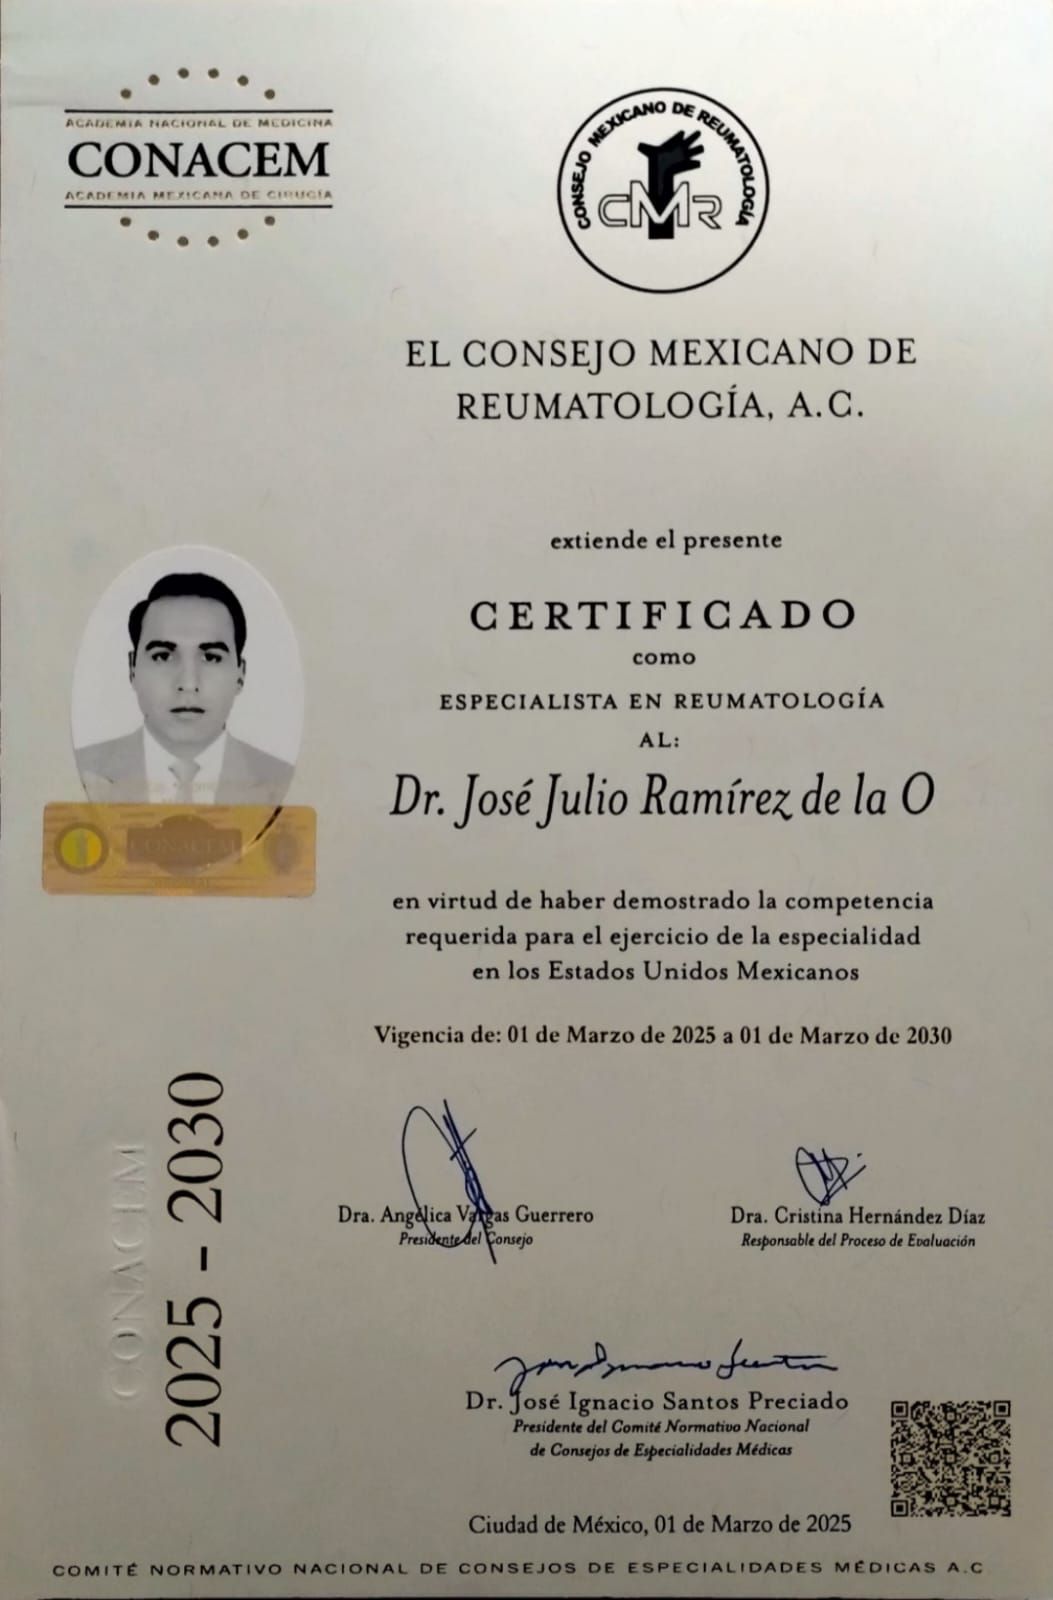 ACADEMIA NACIONAL DE MEDICINA
CONACEM
ACADEMIA MEXICANA DE CIRUGÍA
CONSEJO MEXICANO DE REUMATOLOGÍA
CMR
EL CONSEJO MEXICANO DE
REUMATOLOGÍA, A.C.
extiende el presente
CERTIFICADO
como
ESPECIALISTA EN REUMATOLOGÍA
AL:
Dr. José Julio Ramírez de la O
CONACEM
en virtud de haber demostrado la competencia
requerida para el ejercicio de la especialidad
en los Estados Unidos Mexicanos
Vigencia de: 01 de Marzo de 2025 a 01 de Marzo de 2030
CONACEM
2025 - 2030
Dra. Angélica Vargas Guerrero
Presidente del Consejo
Dra. Cristina Hernández Díaz
Responsable del Proceso de Evaluación
Dr. José Ignacio Santos Preciado
Presidente del Comité Normativo Nacional
de Consejos de Especialidades Médicas
Ciudad de México, 01 de Marzo de 2025
COMITÉ NORMATIVO NACIONAL DE CONSEJOS DE ESPECIALIDADES MÉDICAS A.C